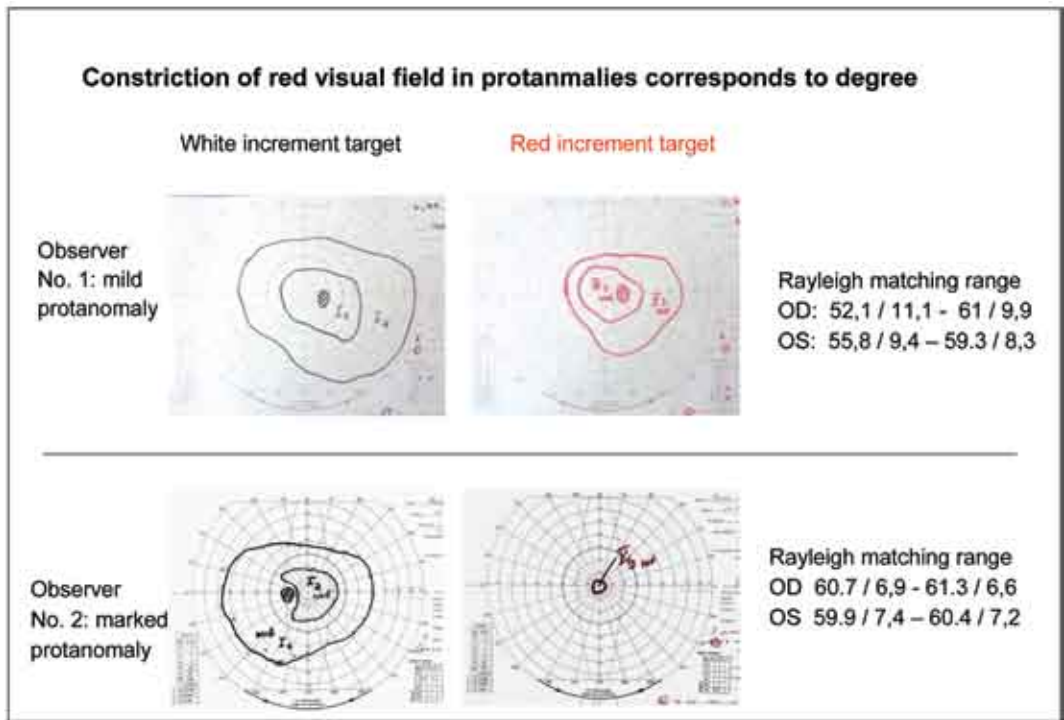 Constriction of red visual field in protanmalies corresponds to degree
White increment target
Red increment target
Observer
No. 1: mild
protanomaly
Rayleigh matching range
OD: 52,1 / 11,1 - 61 / 9,9
OS: 55,8 / 9,4 – 59.3 / 8,3
Observer
No. 2: marked
protanomaly
Rayleigh matching range
OD 60.7 / 6,9 - 61.3 / 6,6
OS 59.9 / 7,4 – 60.4 / 7,2